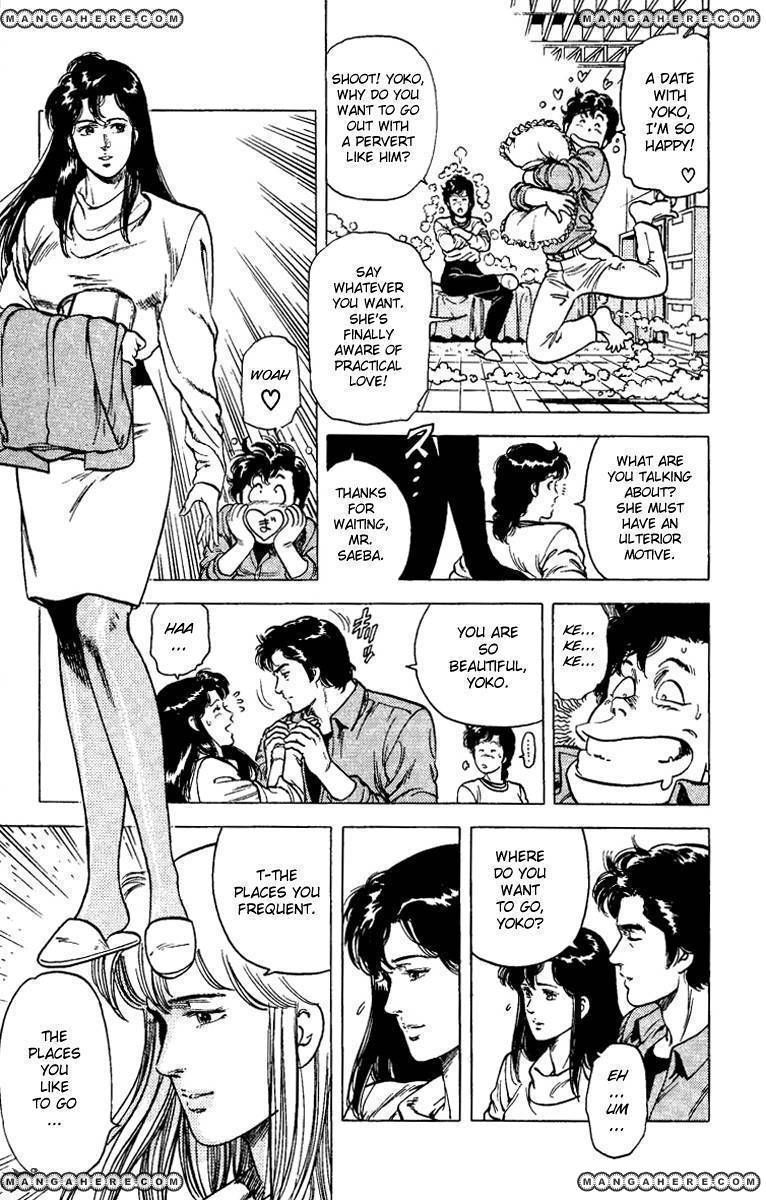 MANGAHERE.COM
MANGAHERE.COM
A DATE
WITH
YOKO,
I'M SO
HAPPY!
SHOOT! YOKO,
WHY DO YOU
WANT TO GO
OUT WITH
A PERVERT
LIKE HIM?
SAY
WHATEVER
YOU WANT.
SHE'S
FINALLY
AWARE OF
PRACTICAL
LOVE!
WHAT ARE
YOU TALKING
ABOUT?
SHE MUST
HAVE AN
ULTERIOR
MOTIVE.
ス...
THANKS
FOR
WAITING,
MR.
SAEBA.
WOAH
KE...
KE...
KE...
YOU ARE
SO
BEAUTIFUL,
YOKO.
HAA
...
WHERE
DO YOU
WANT
TO GO,
YOKO?
EH
...
UM...
T-THE
PLACES YOU
FREQUENT.
THE
PLACES
YOU
LIKE
TO GO
...
MANGAHERE.COM
MANGAHERE.COM